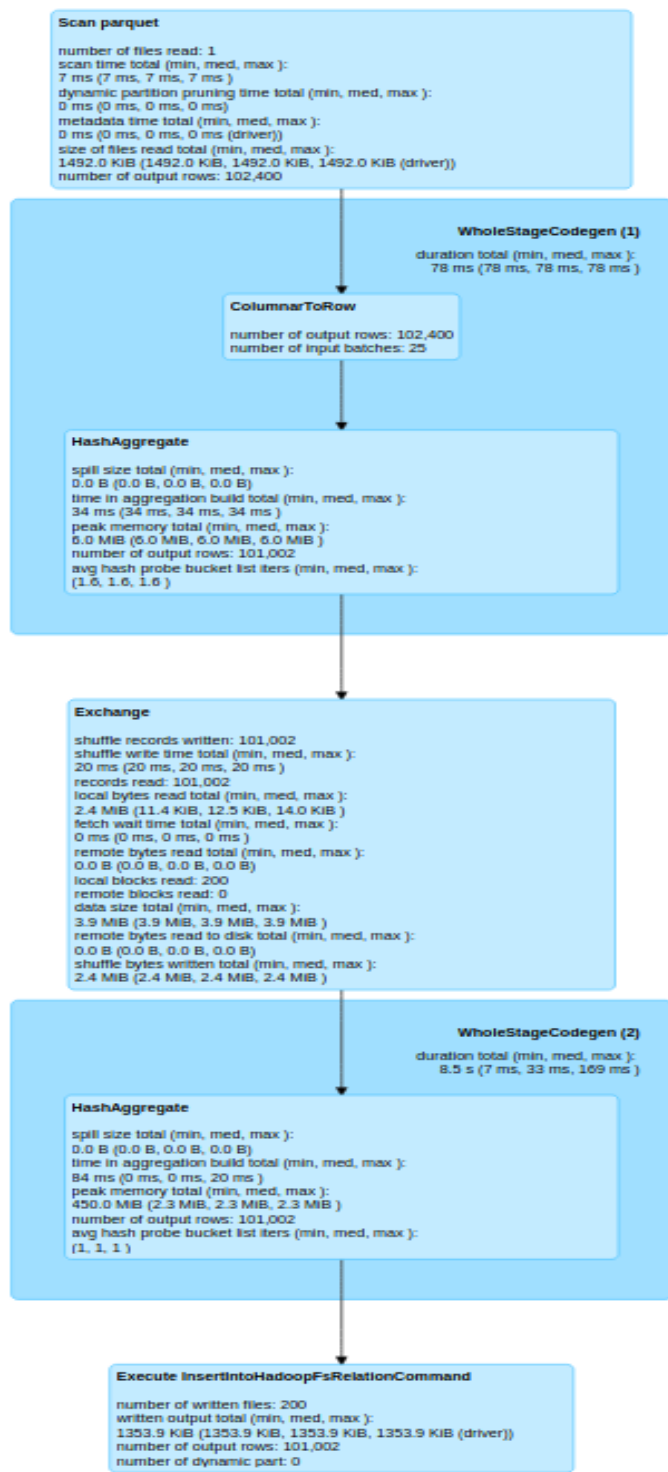 Scan parquet
number of files read: 1
scan time total (min, med, max ):
7 ms (7 ms, 7 ms, 7 ms )
dynamic partition pruning time total (min, med, max ):
0 ms (0 ms, 0 ms, 0 ms)
metadata time total (min, med, max ):
0 ms (0 ms, 0 ms, 0 ms (driver))
size of files read total (min, med, max ):
1492.0 KiB (1492.0 KiB, 1492.0 KiB, 1492.0 KiB (driver))
number of output rows: 102,400
WholeStageCodegen (1)
duration total (min, med, max ):
78 ms (78 ms, 78 ms, 78 ms )
ColumnarToRow
number of output rows: 102,400
number of input batches: 25
HashAggregate
spill size total (min, med, max ):
0.0 B (0.0 B, 0.0 B, 0.0 B)
time in aggregation build total (min, med, max ):
34 ms (34 ms, 34 ms, 34 ms )
peak memory total (min, med, max ):
6.0 MiB (6.0 MiB, 6.0 MiB, 6.0 MiB )
number of output rows: 101,002
avg hash probe bucket list iters (min, med, max ):
(1.6, 1.6, 1.6 )
Exchange
shuffle records written: 101,002
shuffle write time total (min, med, max ):
20 ms (20 ms, 20 ms, 20 ms )
records read: 101,002
local bytes read total (min, med, max ):
2.4 MiB (11.4 KiB, 12.5 KiB, 14.0 KiB )
fetch wait time total (min, med, max ):
0 ms (0 ms, 0 ms, 0 ms )
remote bytes read total (min, med, max ):
0.0 B (0.0 B, 0.0 B, 0.0 B)
local blocks read: 200
remote blocks read: 0
data size total (min, med, max ):
3.9 MiB (3.9 MiB, 3.9 MiB, 3.9 MiB )
remote bytes read to disk total (min, med, max ):
0.0 B (0.0 B, 0.0 B, 0.0 B)
shuffle bytes written total (min, med, max ):
2.4 MiB (2.4 MiB, 2.4 MiB, 2.4 MiB )
WholeStageCodegen (2)
duration total (min, med, max ):
8.5 s (7 ms, 33 ms, 169 ms )
HashAggregate
spill size total (min, med, max ):
0.0 B (0.0 B, 0.0 B, 0.0 B)
time in aggregation build total (min, med, max ):
84 ms (0 ms, 0 ms, 20 ms )
peak memory total (min, med, max ):
450.0 MiB (2.3 MiB, 2.3 MiB, 2.3 MiB )
number of output rows: 101,002
avg hash probe bucket list iters (min, med, max ):
(1, 1, 1 )
Execute InsertIntoHadoopFsRelationCommand
number of written files: 200
written output total (min, med, max ):
1353.9 KiB (1353.9 KiB, 1353.9 KiB, 1353.9 KiB (driver))
number of output rows: 101,002
number of dynamic part: 0